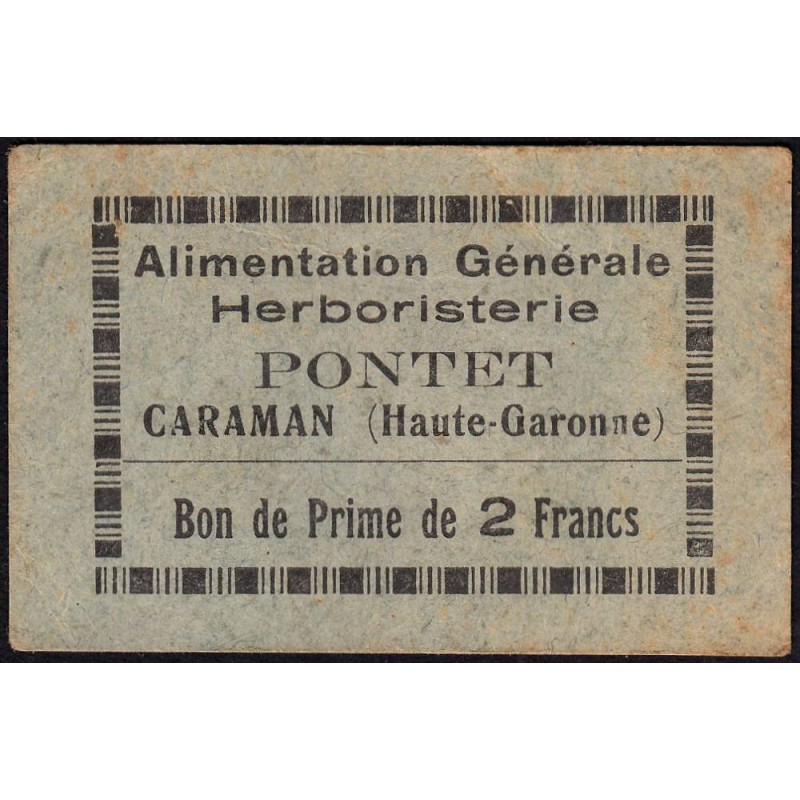 Alimentation Générale
Herboristerie
PONTET
CARAMAN (Haute-Garonne)
Bon de Prime de 2 Francs